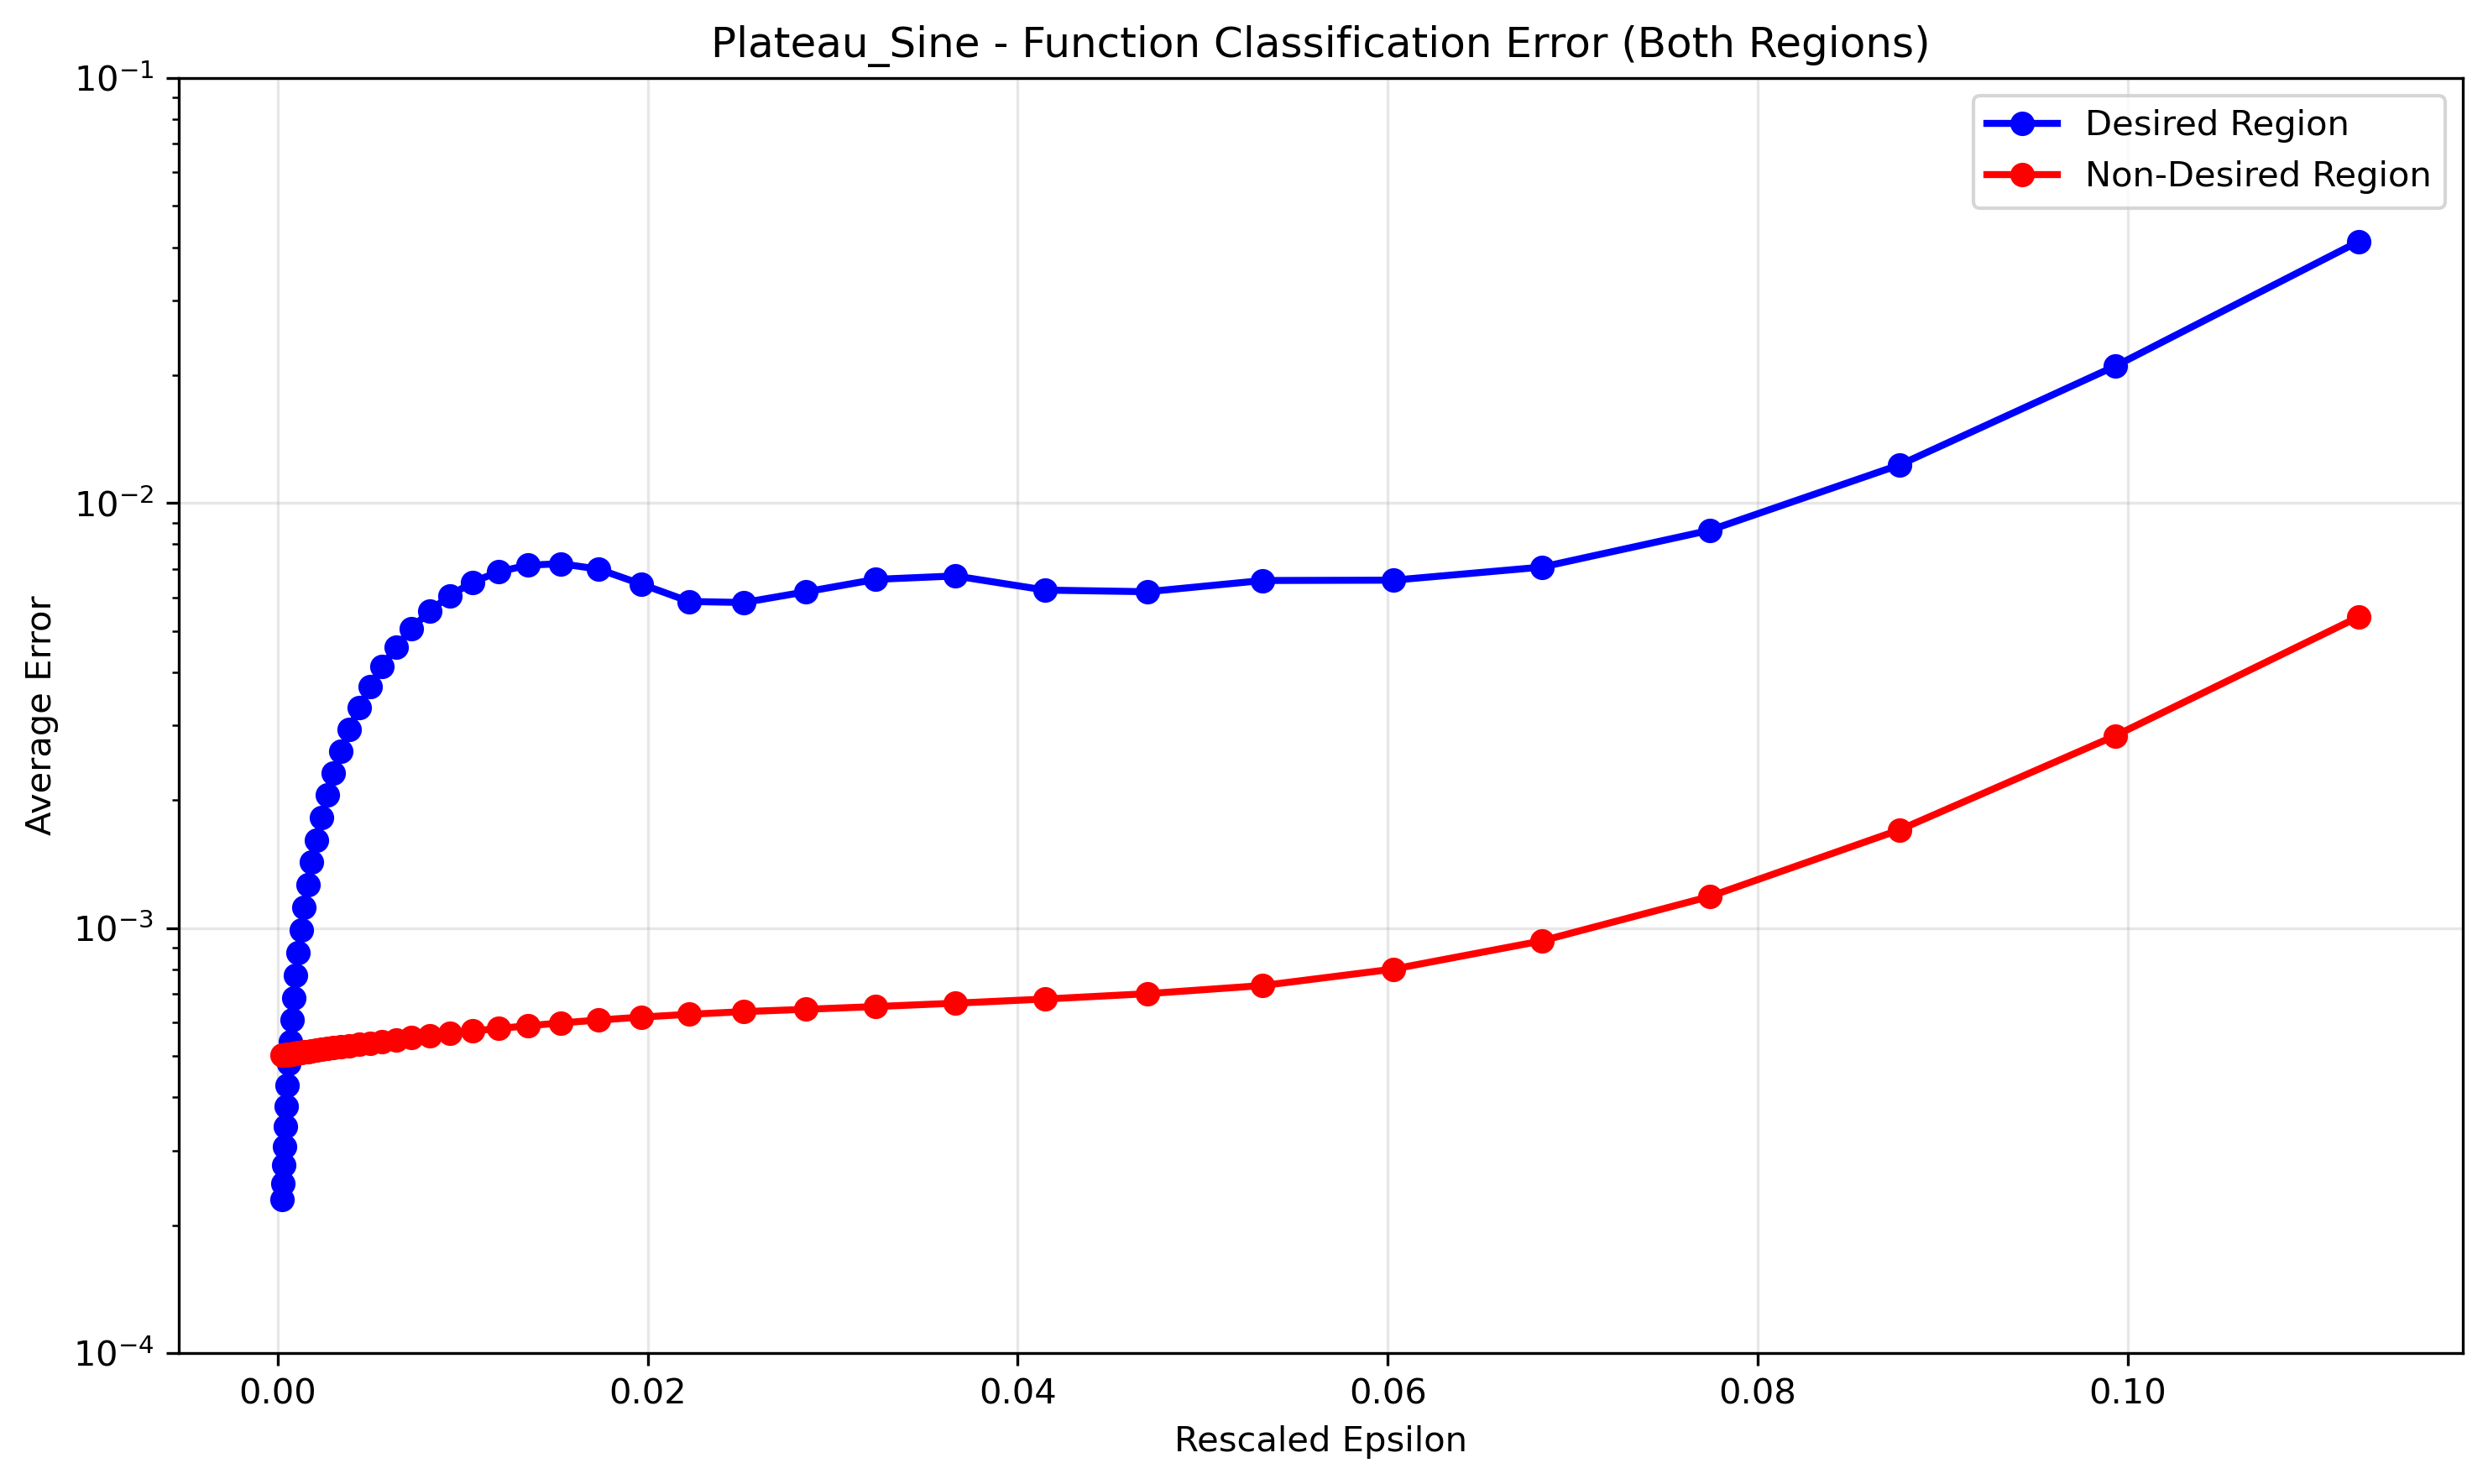 Plateau_Sine - Function Classification Error (Both Regions)
Desired Region
Non-Desired Region
Average Error
10⁻¹
10⁻²
10⁻³
10⁻⁴
0.00 0.02 0.04 0.06 0.08 0.10
Rescaled Epsilon